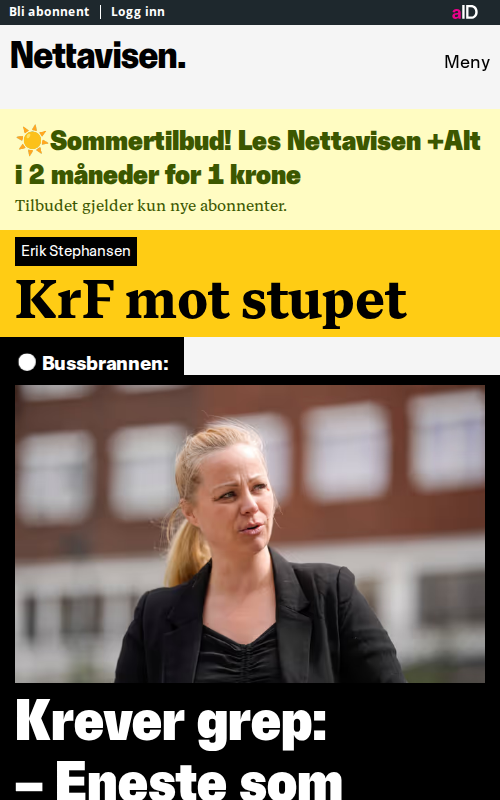 Bli abonnent | Logg inn
aID
Nettavisen.
Meny
☀️Sommertilbud! Les Nettavisen +Alt
i 2 måneder for 1 krone
Tilbudet gjelder kun nye abonnenter.
Erik Stephansen
KrF mot stupet
Bussbrannen:
Krever grep:
– Eneste som